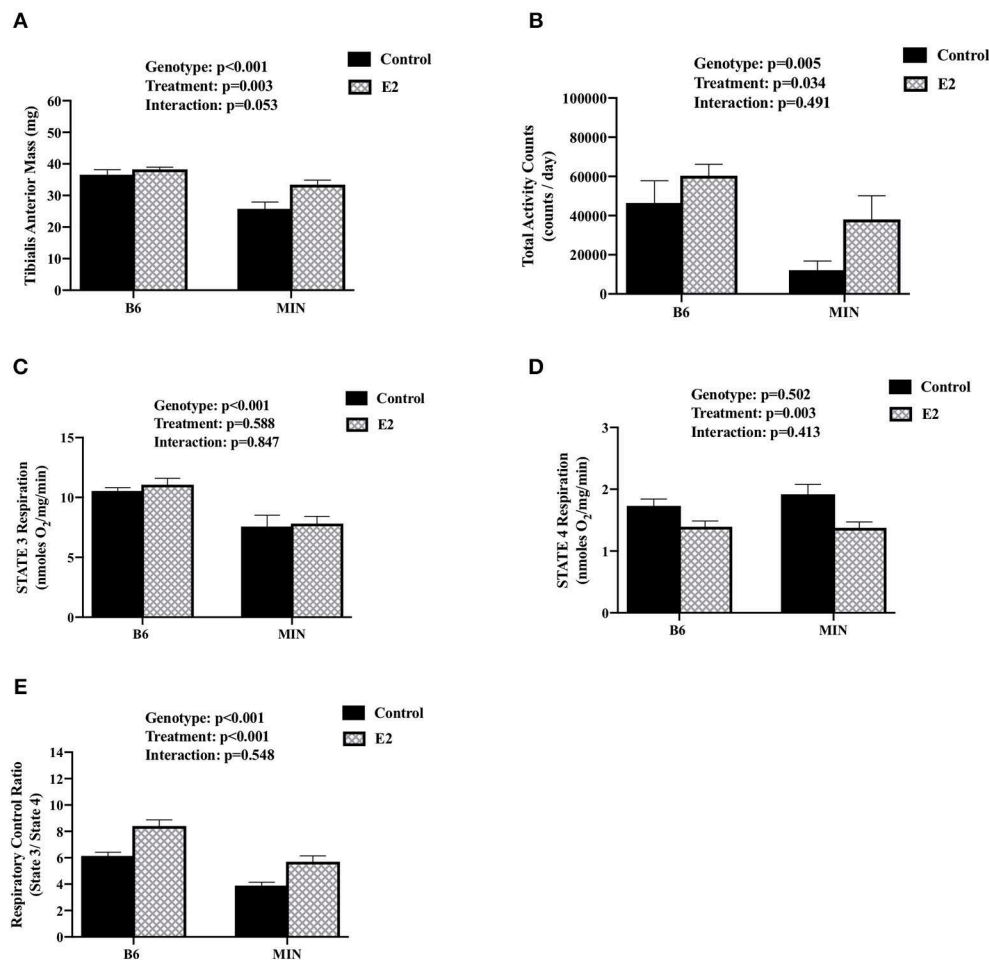 A
Genotype: p<0.001
Treatment: p=0.003
Interaction: p=0.053
Control
E2
Tibialis Anterior Mass (mg)
60
50
40
30
20
10
0
B6
MIN
B
Genotype: p=0.005
Treatment: p=0.034
Interaction: p=0.491
Control
E2
Total Activity Counts
(counts / day)
100000
80000
60000
40000
20000
0
B6
MIN
C
Genotype: p<0.001
Treatment: p=0.588
Interaction: p=0.847
Control
E2
STATE 3 Respiration
(nmoles O2/mg/min)
15
10
5
0
B6
MIN
D
Genotype: p=0.502
Treatment: p=0.003
Interaction: p=0.413
Control
E2
STATE 4 Respiration
(nmoles O2/mg/min)
3
2
1
0
B6
MIN
E
Genotype: p<0.001
Treatment: p<0.001
Interaction: p=0.548
Control
E2
Respiratory Control Ratio
(State 3/ State 4)
14
12
10
8
6
4
2
0
B6
MIN